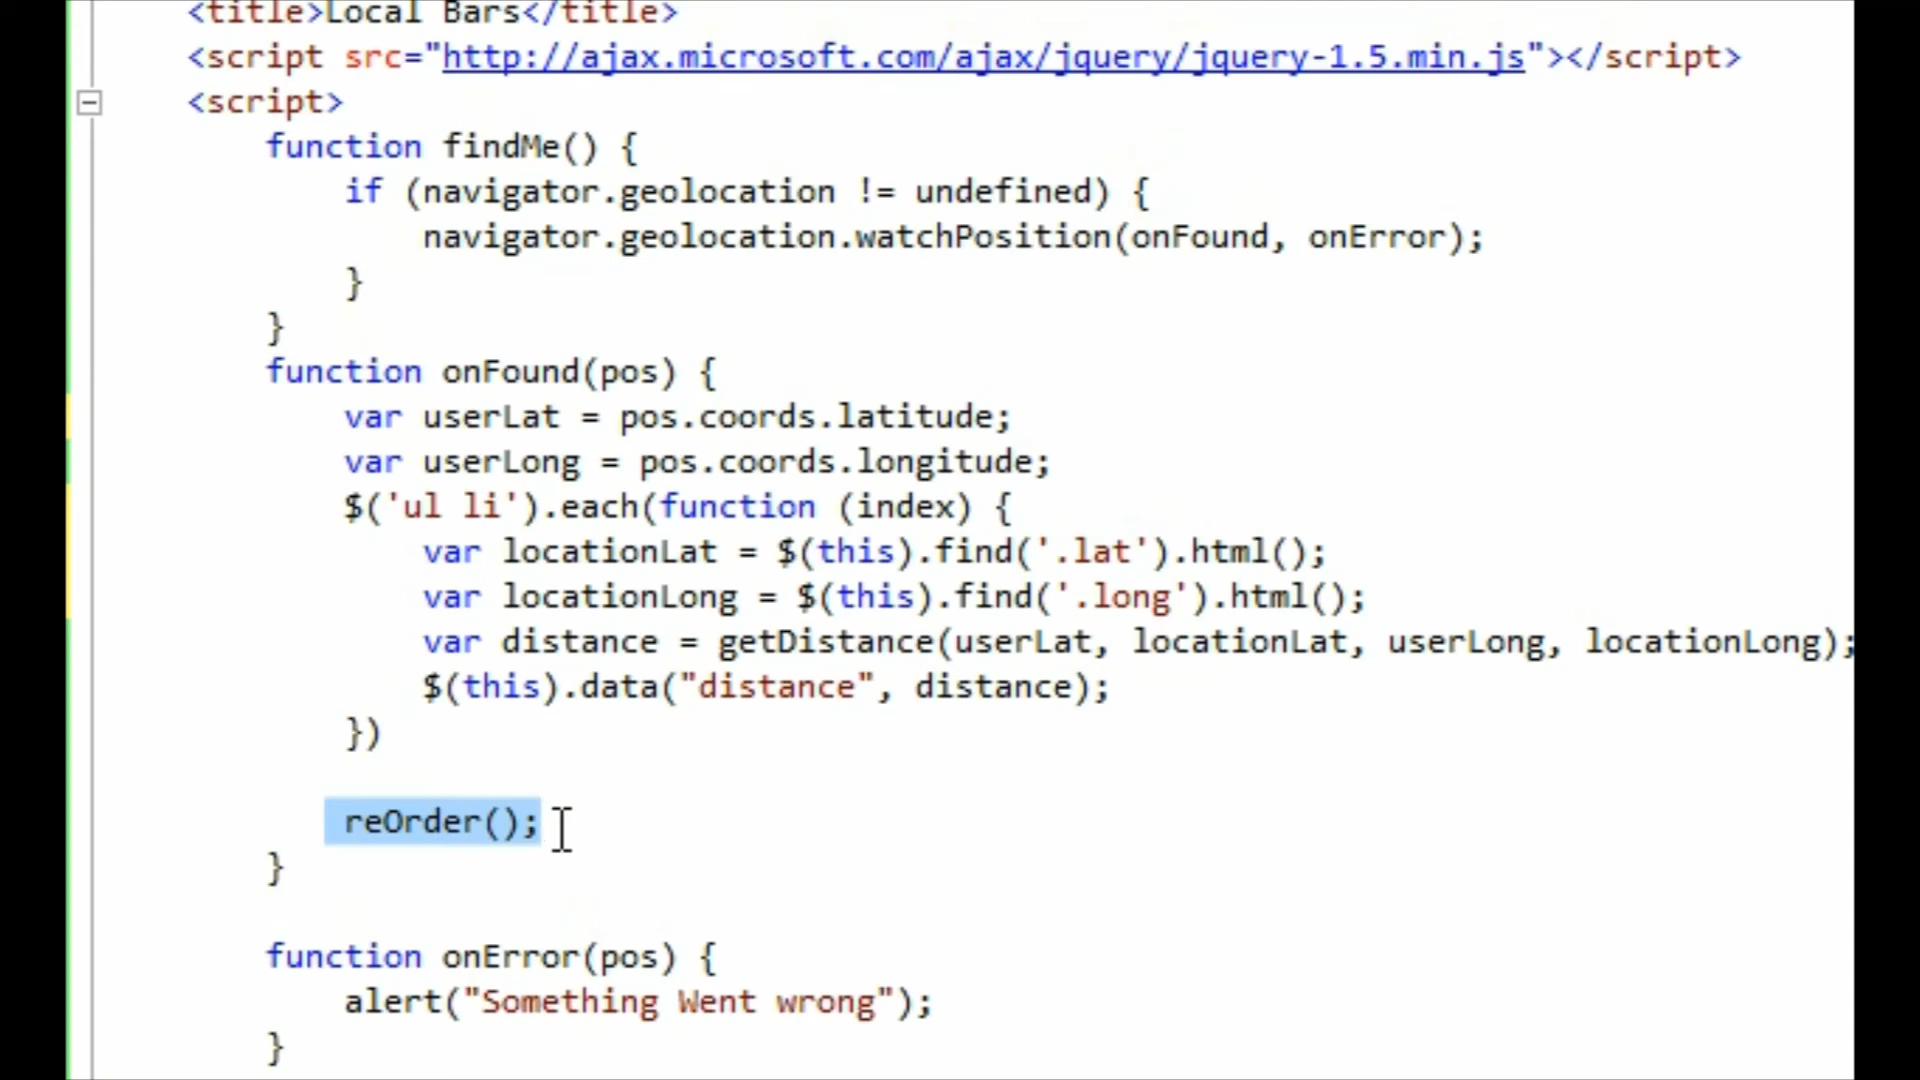 <title>Local Bars</title>
<script src="http://ajax.microsoft.com/ajax/jquery/jquery-1.5.min.js"></script>
<script>
function findMe() {
if (navigator.geolocation != undefined) {
navigator.geolocation.watchPosition(onFound, onError);
}
}
function onFound(pos) {
var userLat = pos.coords.latitude;
var userLong = pos.coords.longitude;
$('ul li').each(function (index) {
var locationLat = $(this).find('.lat').html();
var locationLong = $(this).find('.long').html();
var distance = getDistance(userLat, locationLat, userLong, locationLong);
$(this).data("distance", distance);
})
reOrder();
}
function onError(pos) {
alert("Something Went wrong");
}